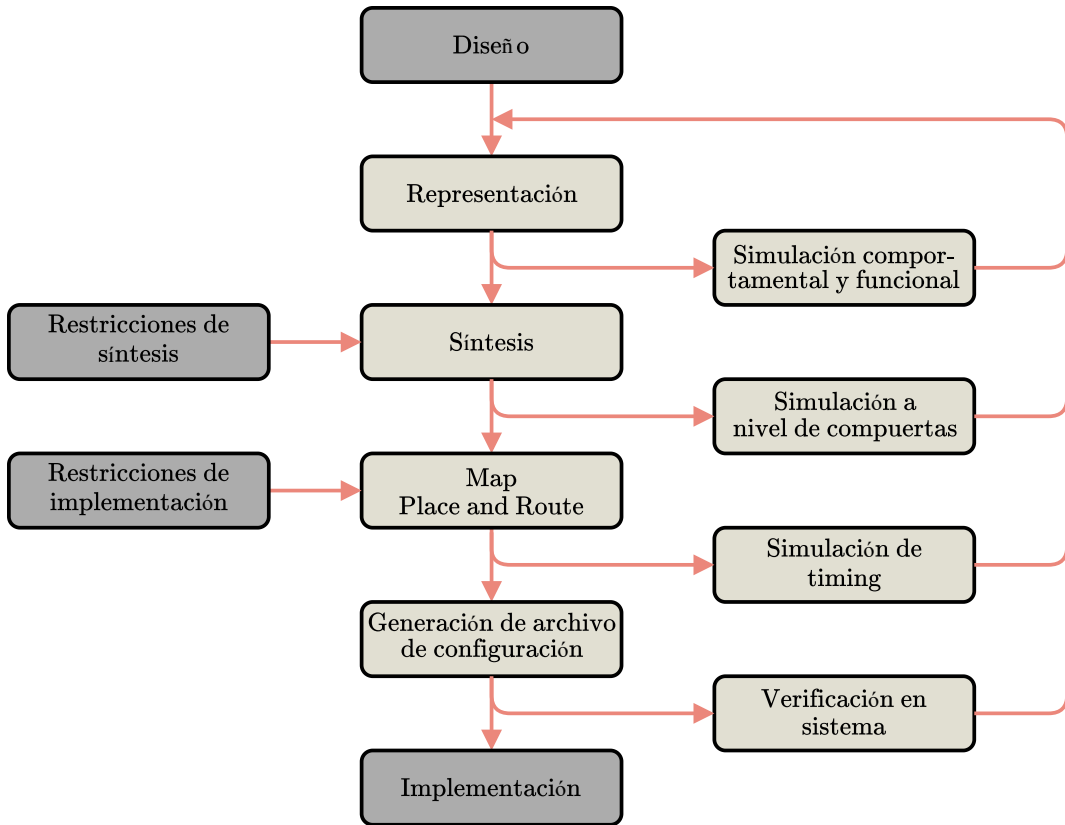 Diseño
Representación
Simulación compor-
tamental y funcional
Restricciones de
síntesis
Síntesis
Simulación a
nivel de compuertas
Restricciones de
implementación
Map
Place and Route
Simulación de
timing
Generación de archivo
de configuración
Verificación en
sistema
Implementación